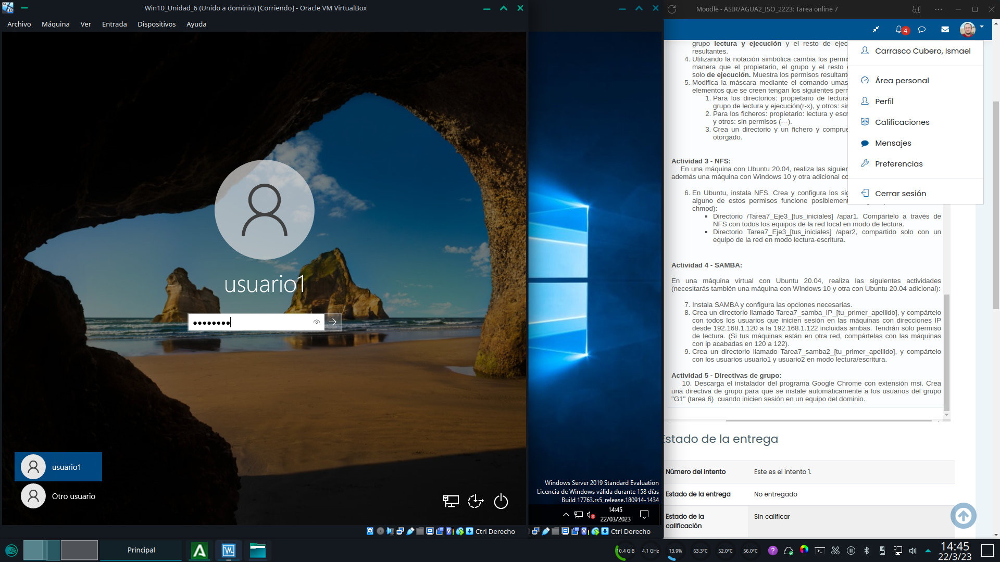 Win10_Unidad_6 (Unido a dominio) [Corriendo] - Oracle VM VirtualBox
Archivo Máquina Ver Entrada Dispositivos Ayuda
usuario1
usuario1
Otro usuario
Ctrl Derecho
Windows Server 2019 Standard Evaluation
Licencia de Windows válida durante 158 días
Build 17763.rs5_release.180914-1434
14:45
22/03/2023
Ctrl Derecho
Moodle - ASIR/AGUA2_ISO_2223: Tarea online 7
4
Carrasco Cubero, Ismael
Área personal
Perfil
Calificaciones
Mensajes
Preferencias
Cerrar sesión
grupo lectura y ejecución y el resto de ejec
resultantes.
4. Utilizando la notación simbólica cambia los permis
manera que el propietario, el grupo y el resto
solo de ejecución. Muestra los permisos resultant
5. Modifica la máscara mediante el comando umas
elementos que se creen tengan los siguientes perm
1. Para los directorios: propietario de lectura
grupo de lectura y ejecución(r-x), y otros: sin
2. Para los ficheros: propietario: lectura y escr
y otros: sin permisos (---).
3. Crea un directorio y un fichero y comprue
otorgado.
Actividad 3 - NFS:
En una máquina con Ubuntu 20.04, realiza las siguien
además una máquina con Windows 10 y otra adicional co
6. En Ubuntu, instala NFS. Crea y configura los sig
alguno de estos permisos funcione posiblement
chmod):
▪ Directorio /Tarea7_Eje3_[tus_iniciales] /apar1. Compártelo a través de
NFS con todos los equipos de la red local en modo de lectura.
▪ Directorio Tarea7_Eje3_[tus_iniciales] /apar2, compartido solo con un
equipo de la red en modo lectura-escritura.
Actividad 4 - SAMBA:
En una máquina virtual con Ubuntu 20.04, realiza las siguientes actividades
(necesitarás también una máquina con Windows 10 y otra con Ubuntu 20.04 adicional):
7. Instala SAMBA y configura las opciones necesarias.
8. Crea un directorio llamado Tarea7_samba_IP_[tu_primer_apellido], y compártelo
con todos los usuarios que inicien sesión en las máquinas con direcciones IP
desde 192.168.1.120 a la 192.168.1.122 incluidas ambas. Tendrán solo permiso
de lectura. (Si tus máquinas están en otra red, compártelas con las máquinas
con ip acabadas en 120 a 122).
9. Crea un directorio llamado Tarea7_samba2_[tu_primer_apellido], y compártelo
con los usuarios usuario1 y usuario2 en modo lectura/escritura.
Actividad 5 - Directivas de grupo:
10. Descarga el instalador del programa Google Chrome con extensión msi. Crea
una directiva de grupo para que se instale automáticamente a los usuarios del grupo
"G1" (tarea 6) cuando inicien sesión en un equipo del dominio.
Estado de la entrega
Número del Intento Este es el intento 1.
Estado de la entrega No entregado
Estado de la calificación Sin calificar
Principal
10,4 GiB 4,1 GHz 13,9% 63,3°C 52,0°C 56,0°C
14:45
22/3/23